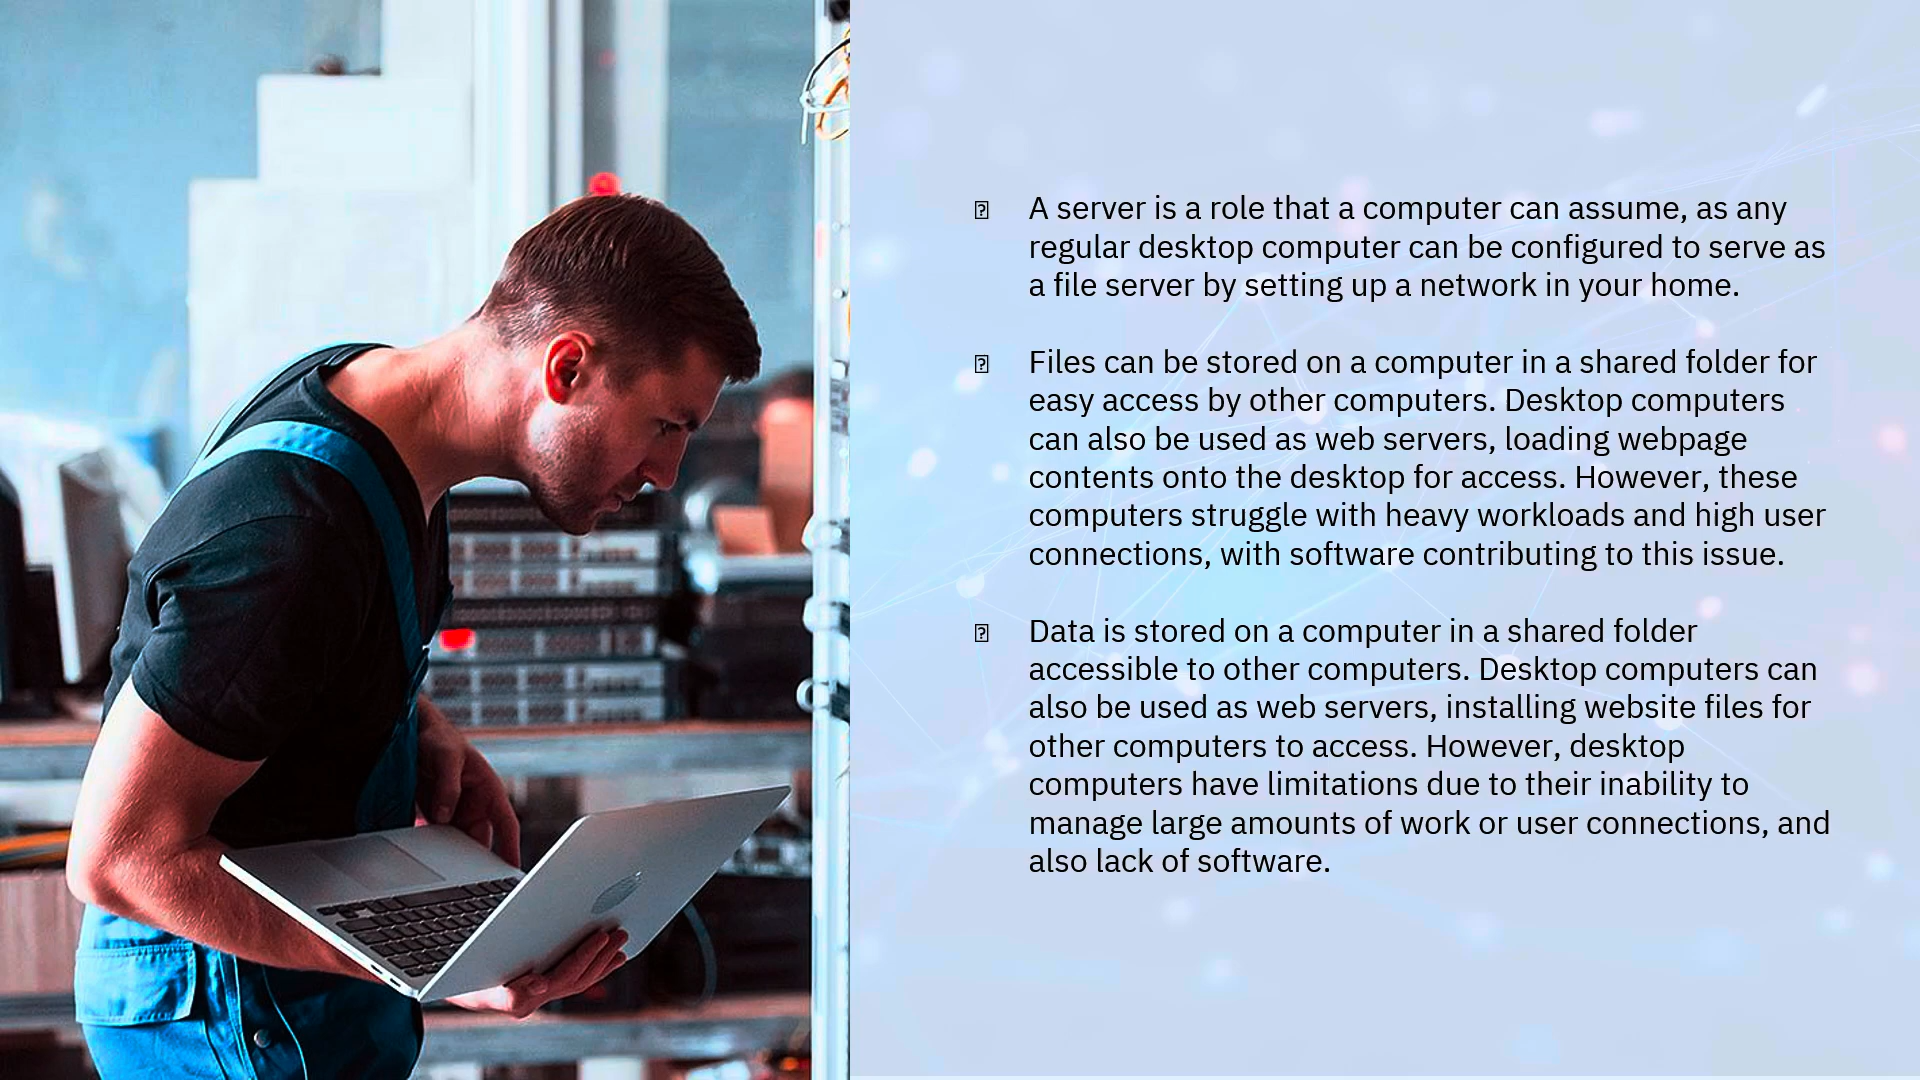 A server is a role that a computer can assume, as any
regular desktop computer can be configured to serve as
a file server by setting up a network in your home.
Files can be stored on a computer in a shared folder for
easy access by other computers. Desktop computers
can also be used as web servers, loading webpage
contents onto the desktop for access. However, these
computers struggle with heavy workloads and high user
connections, with software contributing to this issue.
Data is stored on a computer in a shared folder
accessible to other computers. Desktop computers can
also be used as web servers, installing website files for
other computers to access. However, desktop
computers have limitations due to their inability to
manage large amounts of work or user connections, and
also lack of software.